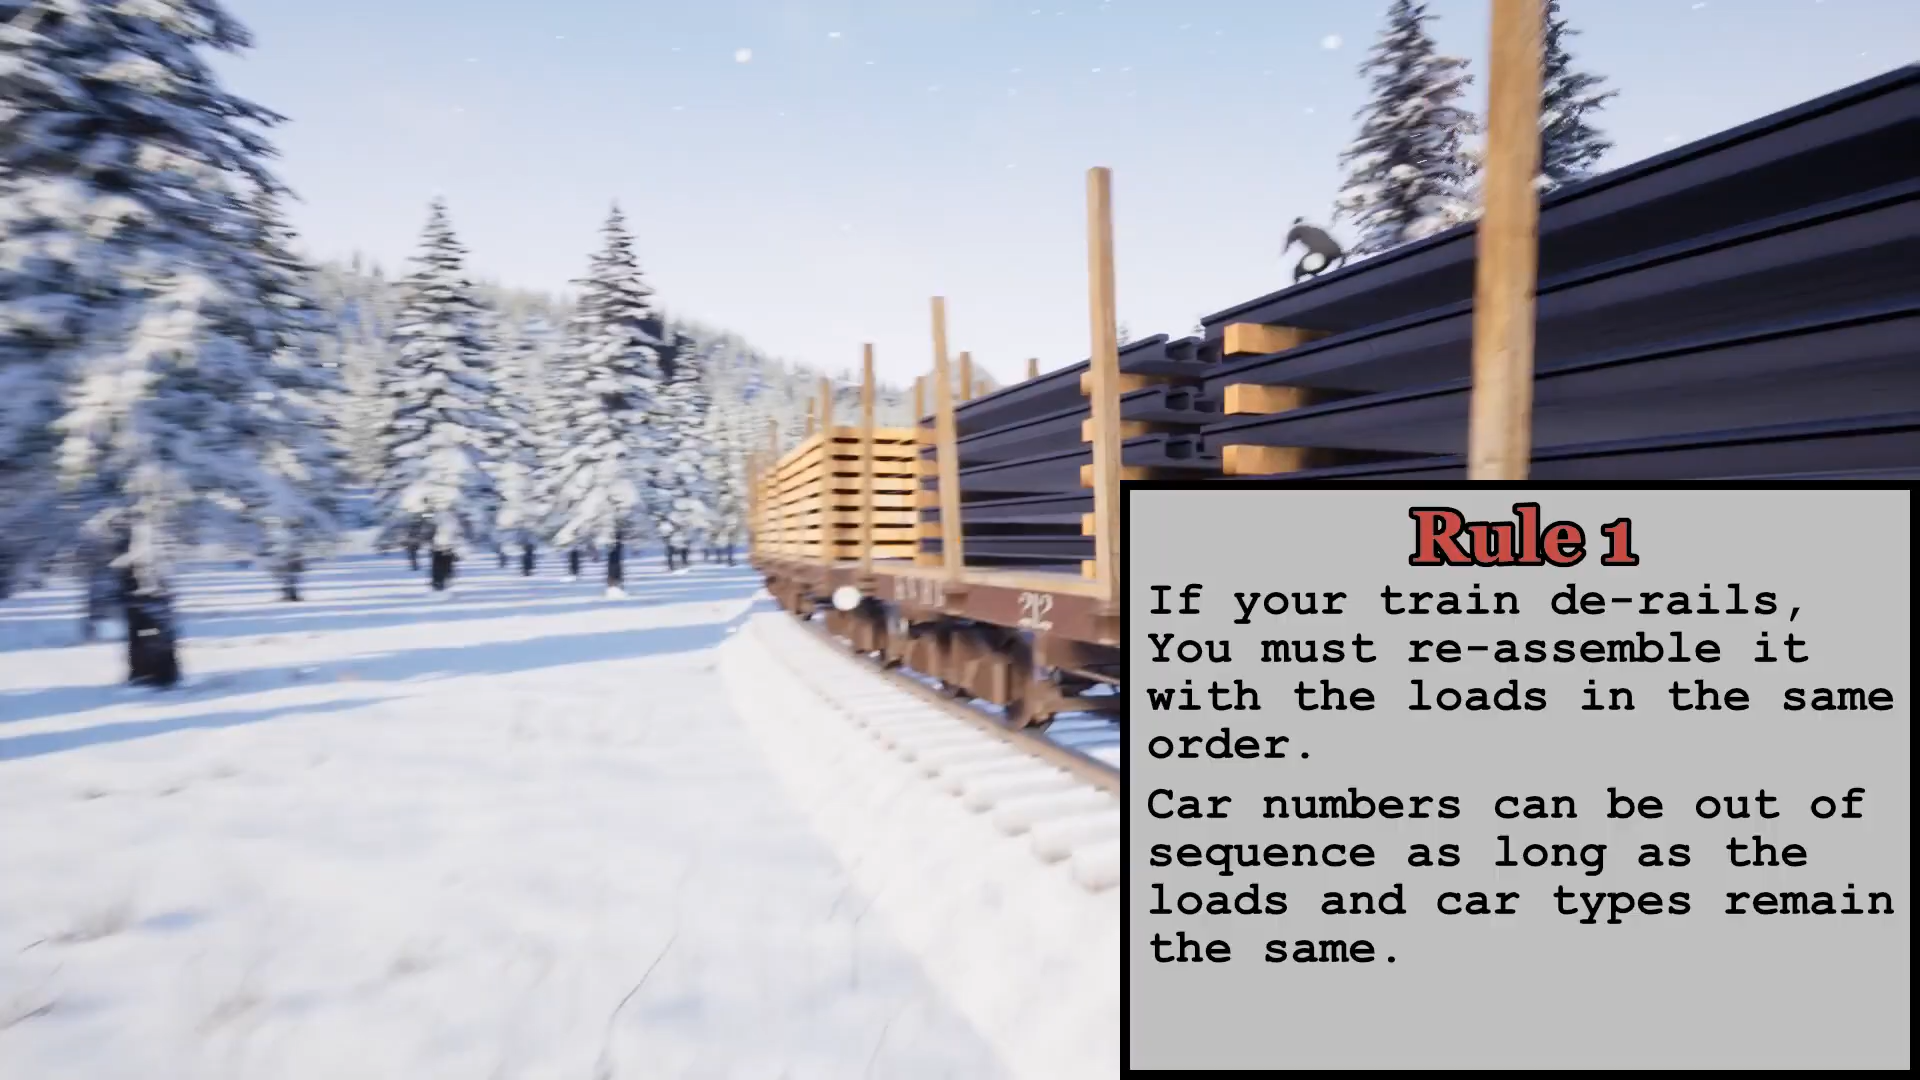 212
Rule 1
If your train de-rails,
You must re-assemble it
with the loads in the same
order.
Car numbers can be out of
sequence as long as the
loads and car types remain
the same.